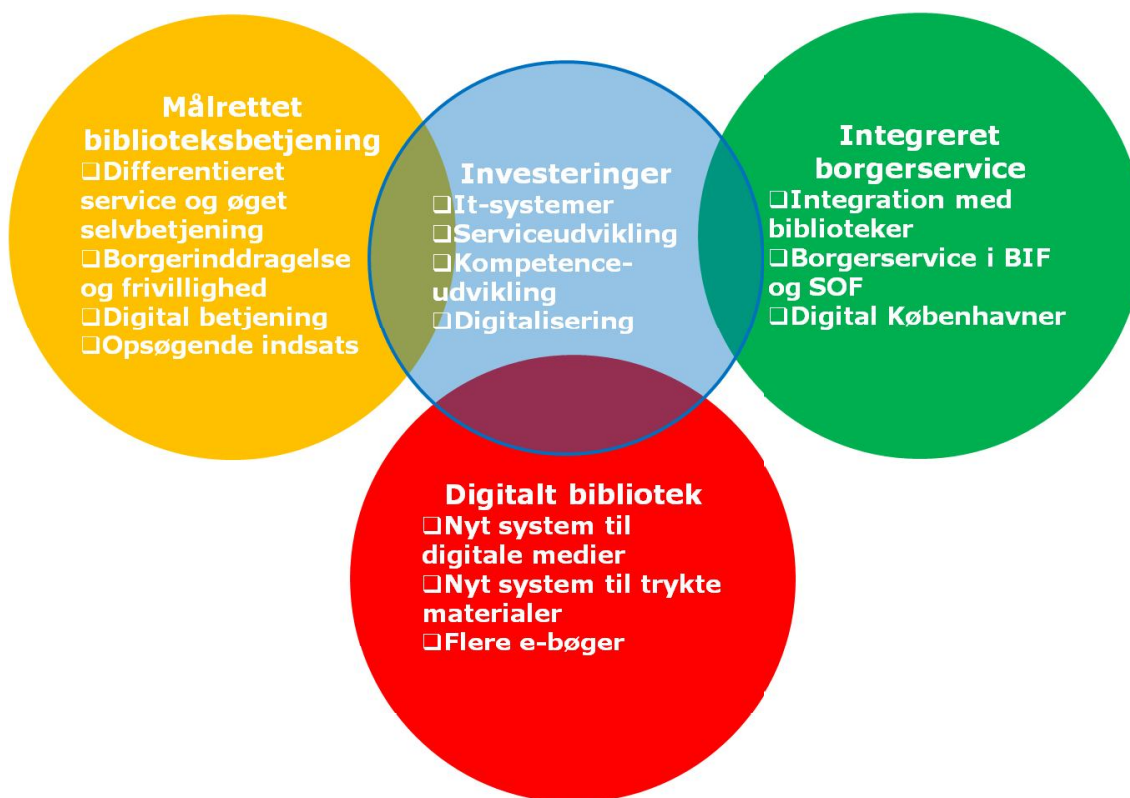 Målrettet
biblioteksbetjening
❑Differentieret
service og øget
selvbetjening
❑Borgerinddragelse
og frivillighed
❑Digital betjening
❑Opsøgende indsats
Investeringer
❑It-systemer
❑Serviceudvikling
❑Kompetence-
udvikling
❑Digitalisering
Integreret
borgerservice
❑Integration med
biblioteker
❑Borgerservice i BIF
og SOF
❑Digital Københavner
Digitalt bibliotek
❑Nyt system til
digitale medier
❑Nyt system til trykte
materialer
❑Flere e-bøger